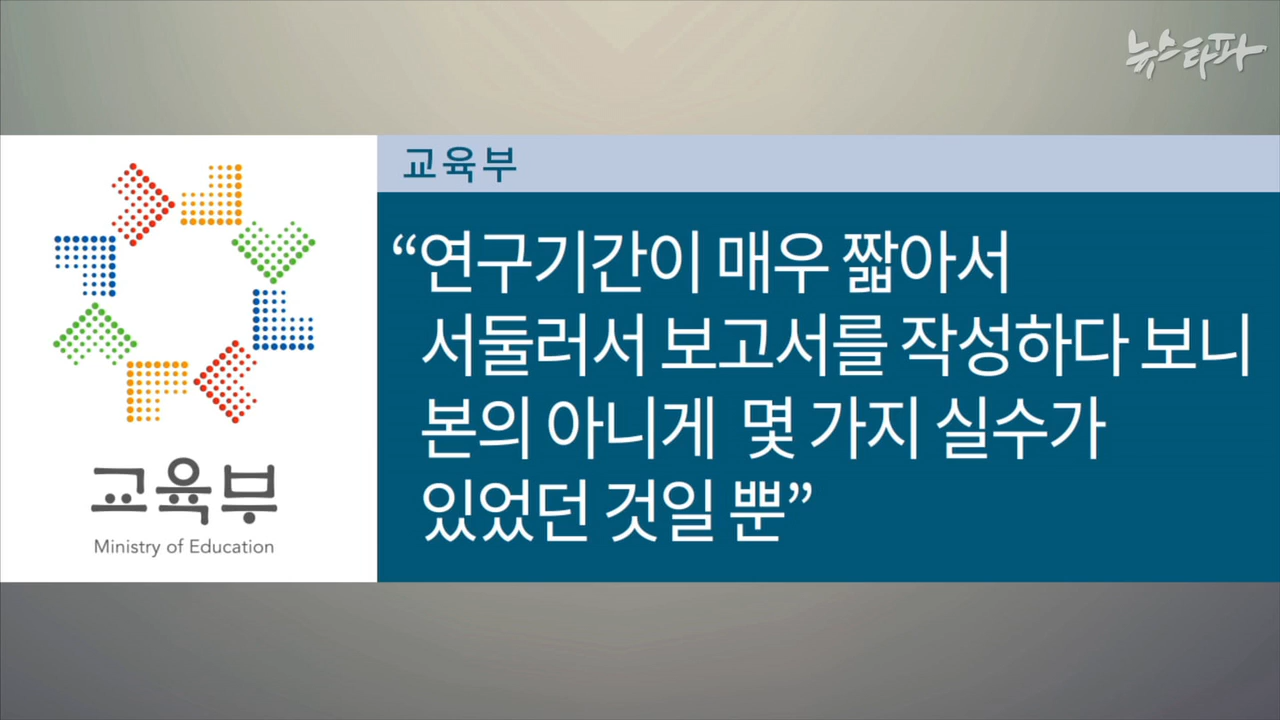 뉴스타파
교육부
“연구기간이 매우 짧아서
서둘러서 보고서를 작성하다 보니
본의 아니게 몇 가지 실수가
있었던 것일 뿐”
교육부
Ministry of Education